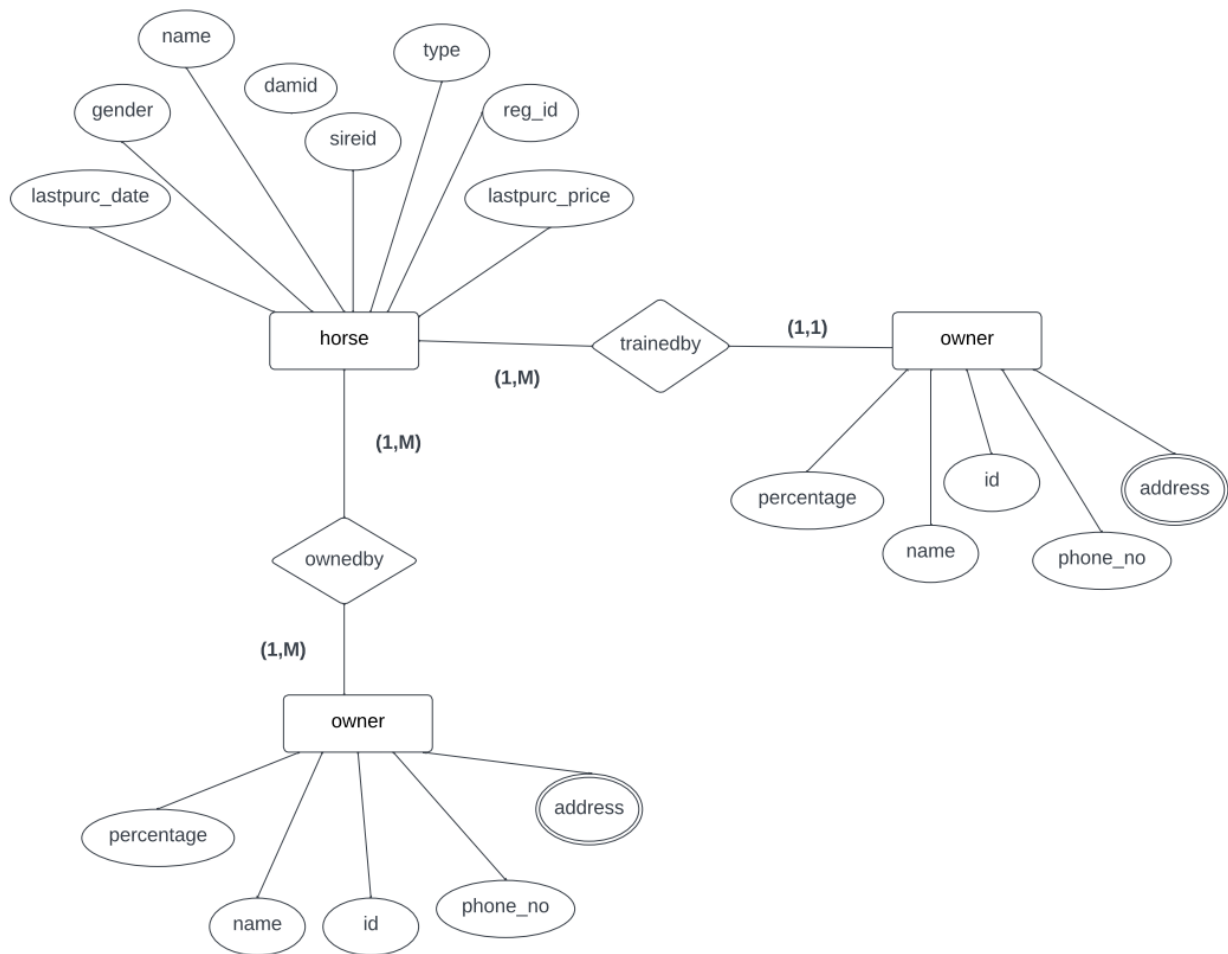 name
type
damid
gender
reg_id
sireid
lastpurc_date
lastpurc_price
horse
trainedby
(1,1)
owner
(1,M)
(1,M)
percentage
id
address
name
phone_no
ownedby
(1,M)
owner
percentage
address
name
id
phone_no